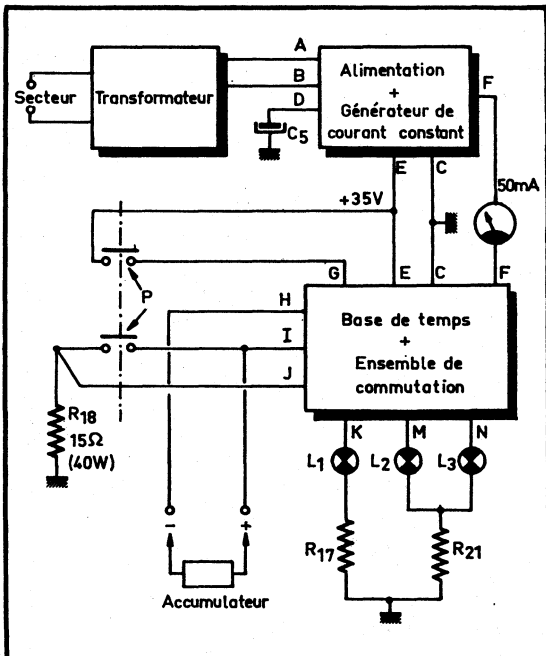 A
B
D
Secteur
Transformateur
C5
Alimentation
+
Générateur de
courant constant
F
E
C
50mA
+35V
P
G
E
C
F
H
I
J
Base de temps
+
Ensemble de
commutation
R18
15Ω
(40W)
K
M
N
L1
L2
L3
-
+
R17
R21
Accumulateur